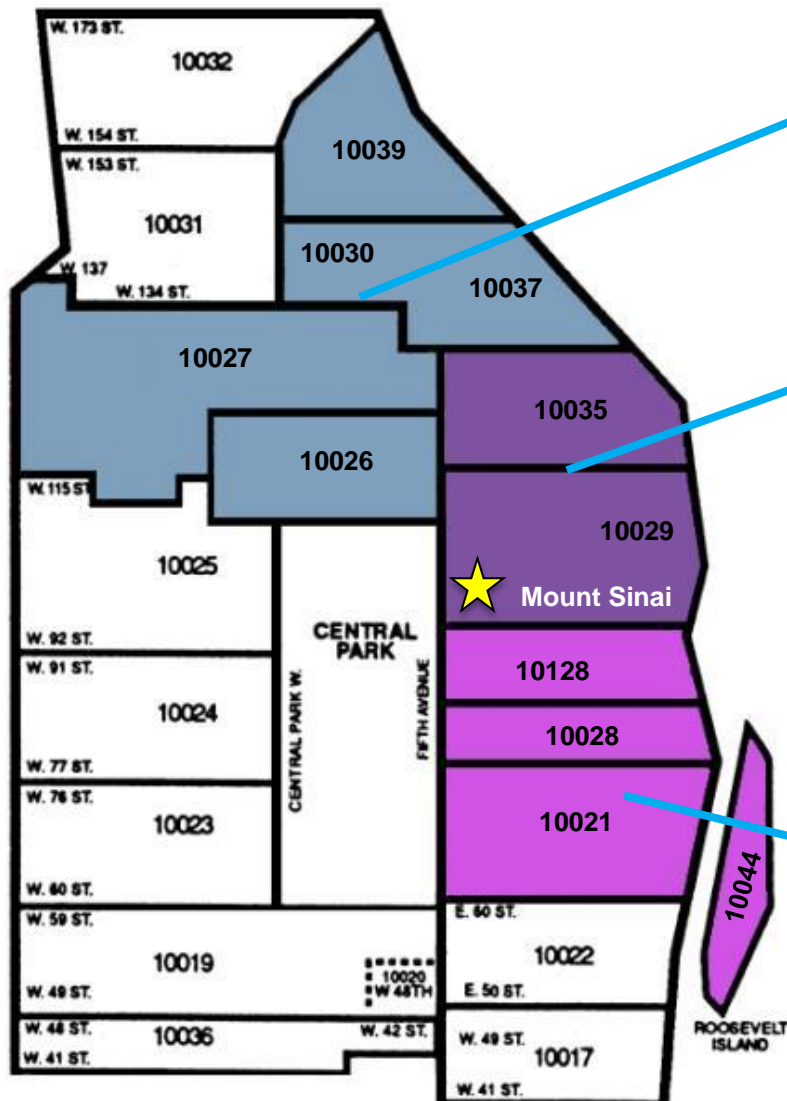 W. 173 ST.
10032
W. 154 ST.
W. 153 ST.
10039
10031
10030
W. 137
W. 134 ST.
10037
10027
10035
10026
W. 115 ST.
10029
10025
Mount Sinai
CENTRAL
PARK
W. 92 ST.
W. 91 ST.
10128
10024
CENTRAL PARK W.
FIFTH AVENUE
10028
W. 77 ST.
W. 76 ST.
10023
10021
10044
W. 60 ST.
W. 59 ST.
E. 60 ST.
10019
10020
W 48TH
10022
W. 49 ST.
E. 50 ST.
W. 48 ST.
10036
W. 42 ST.
W. 49 ST.
ROOSEVELT
ISLAND
W. 41 ST.
10017
W. 41 ST.